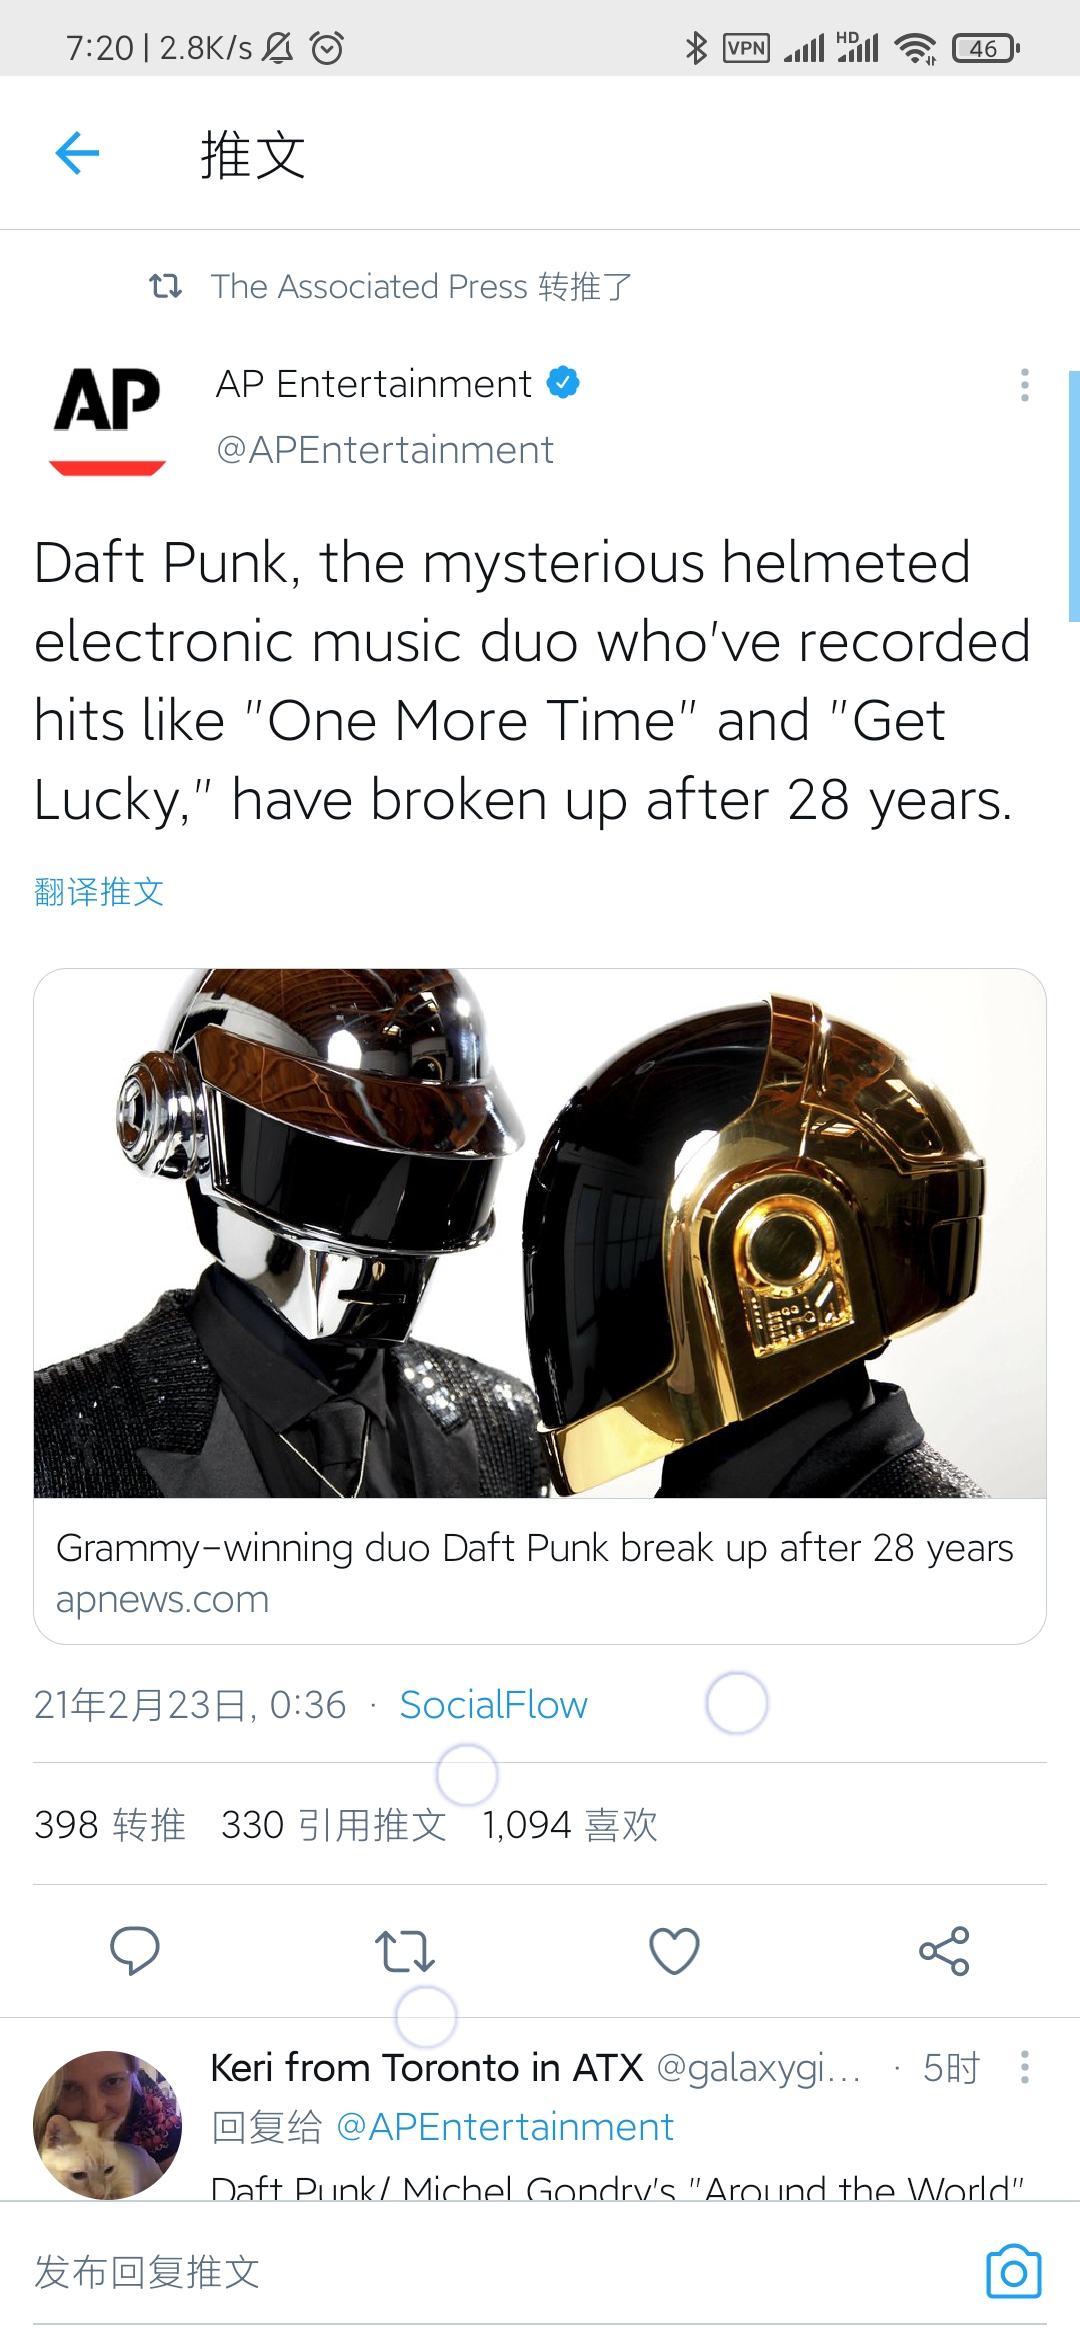 7:20 | 2.8K/s
VPN
HD
46
推文
The Associated Press 转推了
AP
AP Entertainment
@APEntertainment
Daft Punk, the mysterious helmeted
electronic music duo who've recorded
hits like "One More Time" and "Get
Lucky," have broken up after 28 years.
翻译推文
Grammy-winning duo Daft Punk break up after 28 years
apnews.com
21年2月23日, 0:36 · SocialFlow
398 转推 330 引用推文 1,094 喜欢
Keri from Toronto in ATX @galaxygi... · 5时
回复给 @APEntertainment
Daft Punk/ Michel Gondry's "Around the World"
发布回复推文